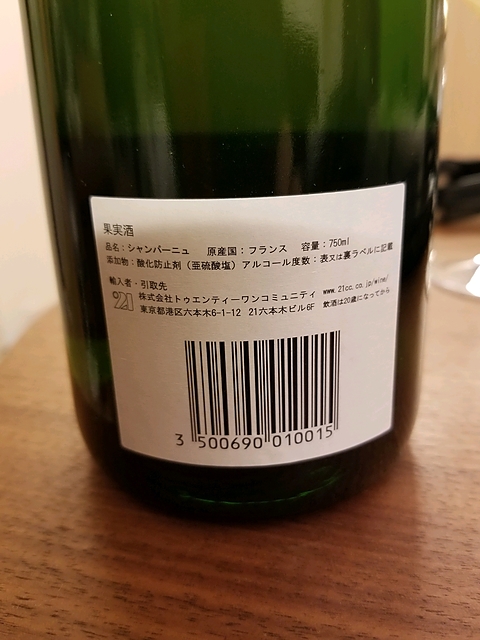 果実酒
品名：シャンパーニュ　原産国：フランス　容量：750ml
添加物：酸化防止剤（亜硫酸塩）アルコール度数：表又は裏ラベルに記載
輸入者・引取先
21 株式会社トゥエンティーワンコミュニティ www.21cc.co.jp/wine/
東京都港区六本木6-1-12 21六本木ビル6F 飲酒は20歳になってから
3 500690 010015